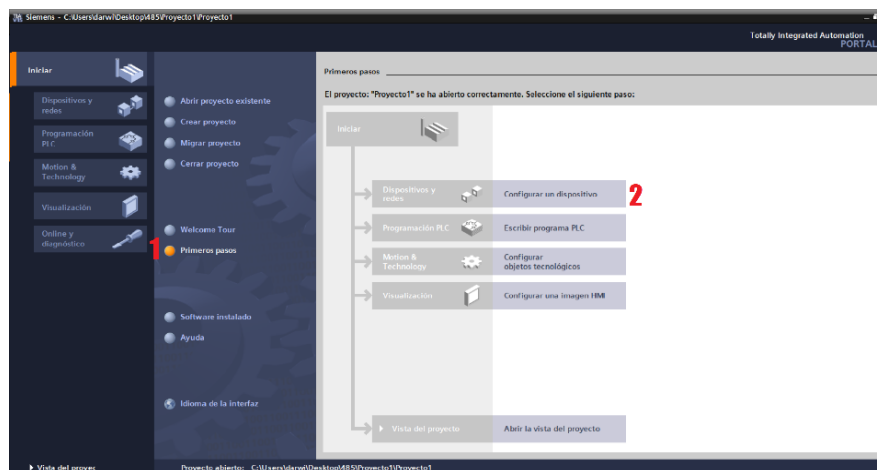 Siemens - C:\Users\darwi\Desktop\485\Proyecto1\Proyecto1
Totally Integrated Automation
PORTAL
Iniciar
Dispositivos y
redes
Programación
PLC
Motion &
Technology
Visualización
Online y
diagnóstico
1
Abrir proyecto existente
Crear proyecto
Migrar proyecto
Cerrar proyecto
Welcome Tour
Primeros pasos
Software instalado
Ayuda
Idioma de la interfaz
Primeros pasos
El proyecto: "Proyecto1" se ha abierto correctamente. Seleccione el siguiente paso:
Iniciar
Dispositivos y
redes
Configurar un dispositivo
2
Programación PLC
Escribir programa PLC
Motion &
Technology
Configurar
objetos tecnológicos
Visualización
Configurar una imagen HMI
Vista del proyecto
Abrir la vista del proyecto
Vista del proyec
Proyecto abierto: C:\Users\darwi\Desktop\485\Proyecto1\Proyecto1